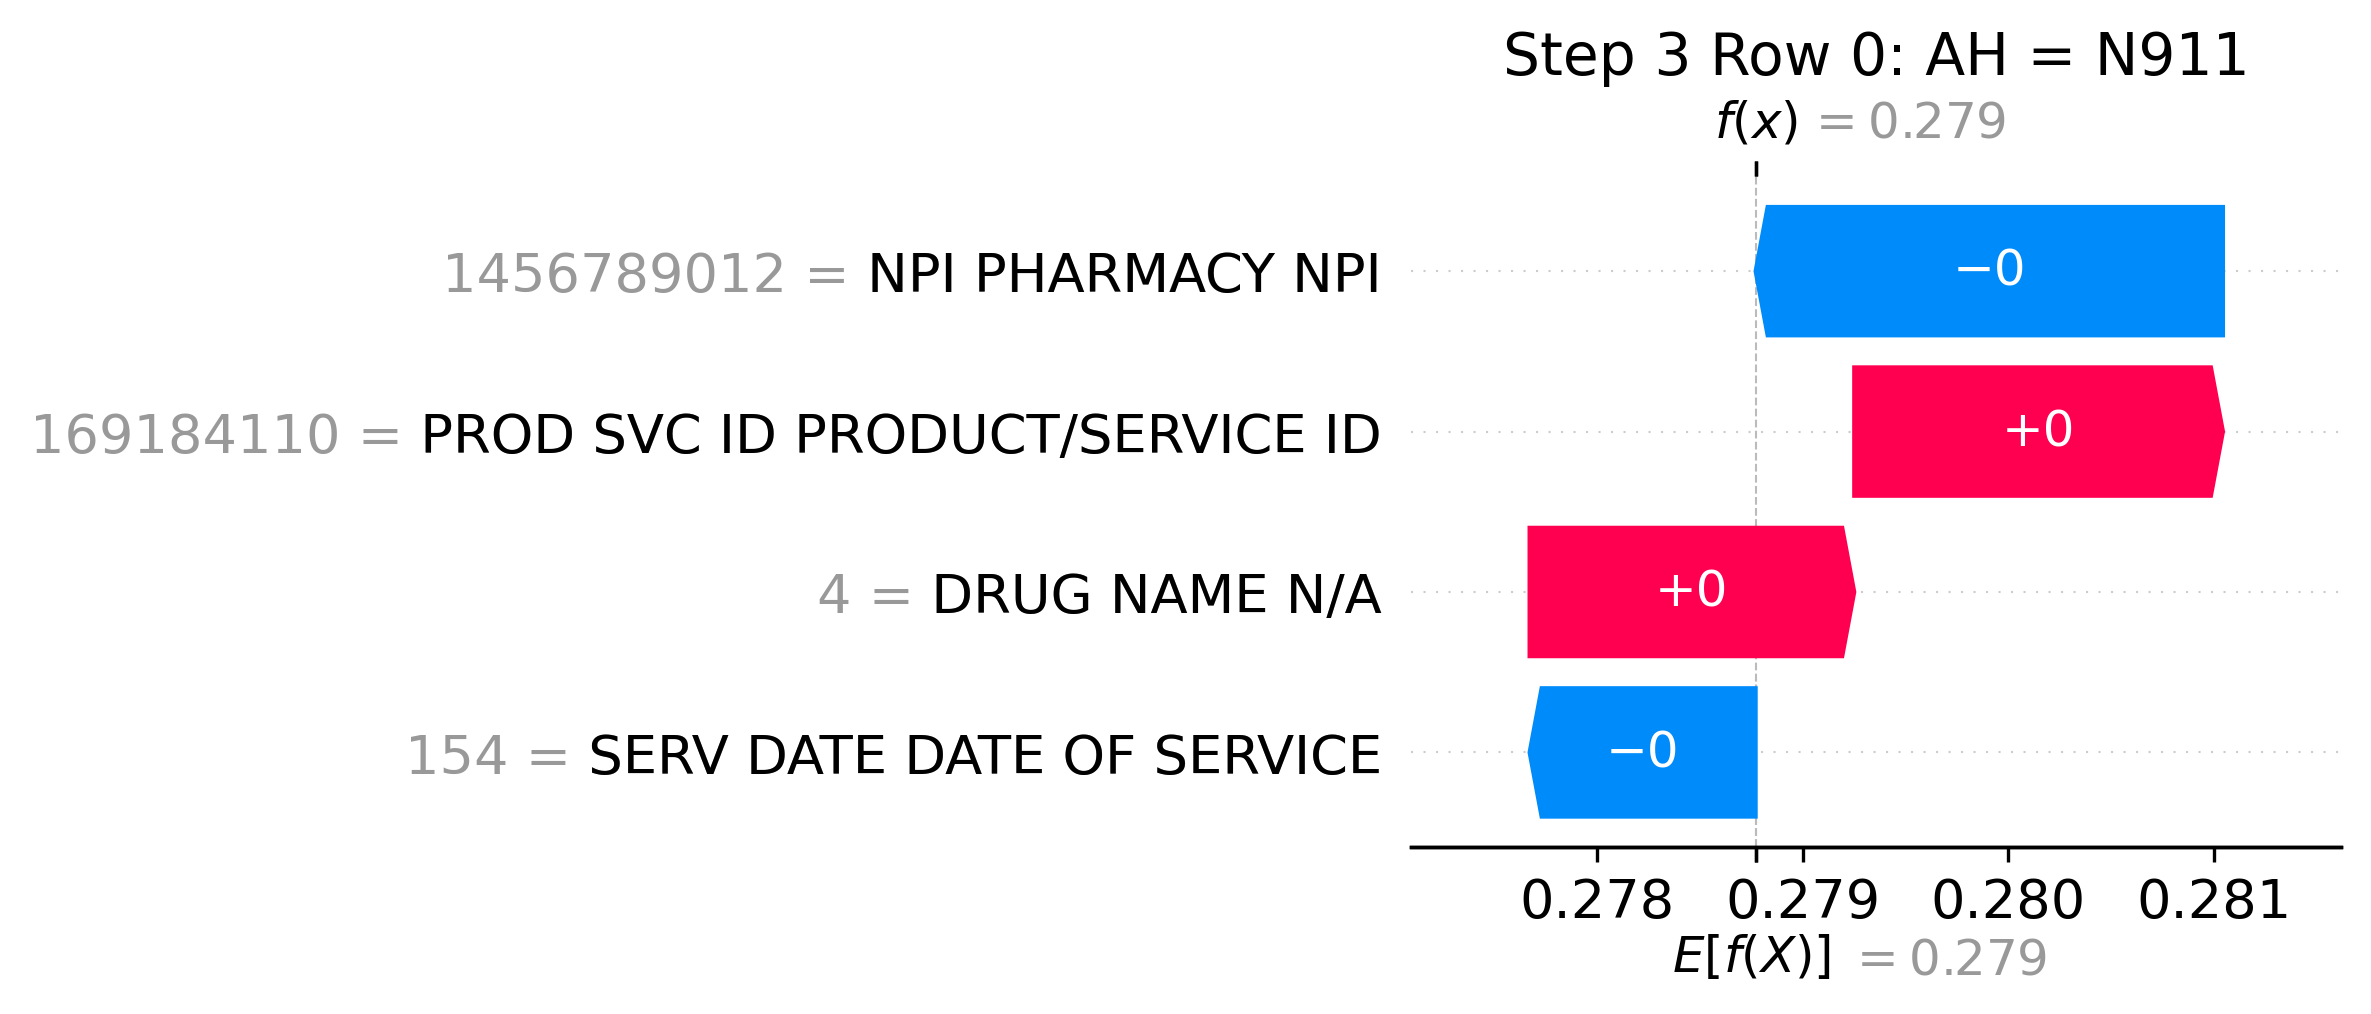 Step 3 Row 0: AH = N911
f(x) = 0.279
1456789012 = NPI PHARMACY NPI
−0
169184110 = PROD SVC ID PRODUCT/SERVICE ID
+0
4 = DRUG NAME N/A
+0
154 = SERV DATE DATE OF SERVICE
−0
0.278 0.279 0.280 0.281
E[f(X)] = 0.279